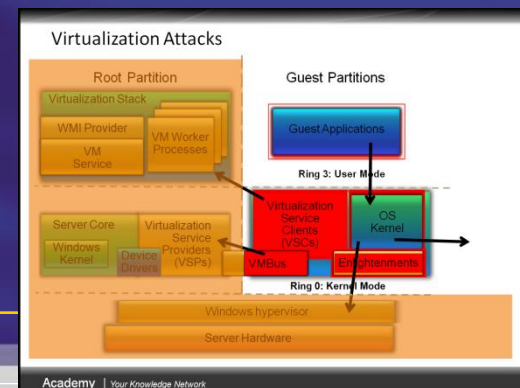 Virtualization Attacks
Root Partition
Guest Partitions
Virtualization Stack
WMI Provider
VM
Service
VM Worker
Processes
Guest Applications
Ring 3: User Mode
Server Core
Windows
Kernel
Device
Drivers
Virtualization
Service
Providers
(VSPs)
Virtualization
Service
Clients
(VSCs)
OS
Kernel
VMBus
Enlightenments
Ring 0: Kernel Mode
Windows hypervisor
Server Hardware
Academy | Your Knowledge Network